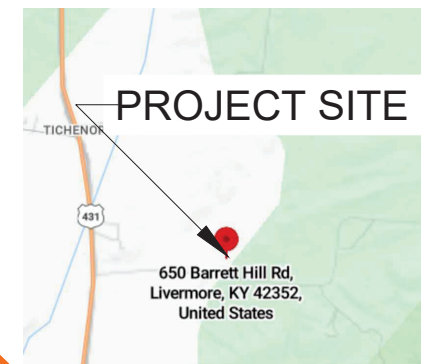 PROJECT SITE
TICHENOR
431
650 Barrett Hill Rd,
Livermore, KY 42352,
United States